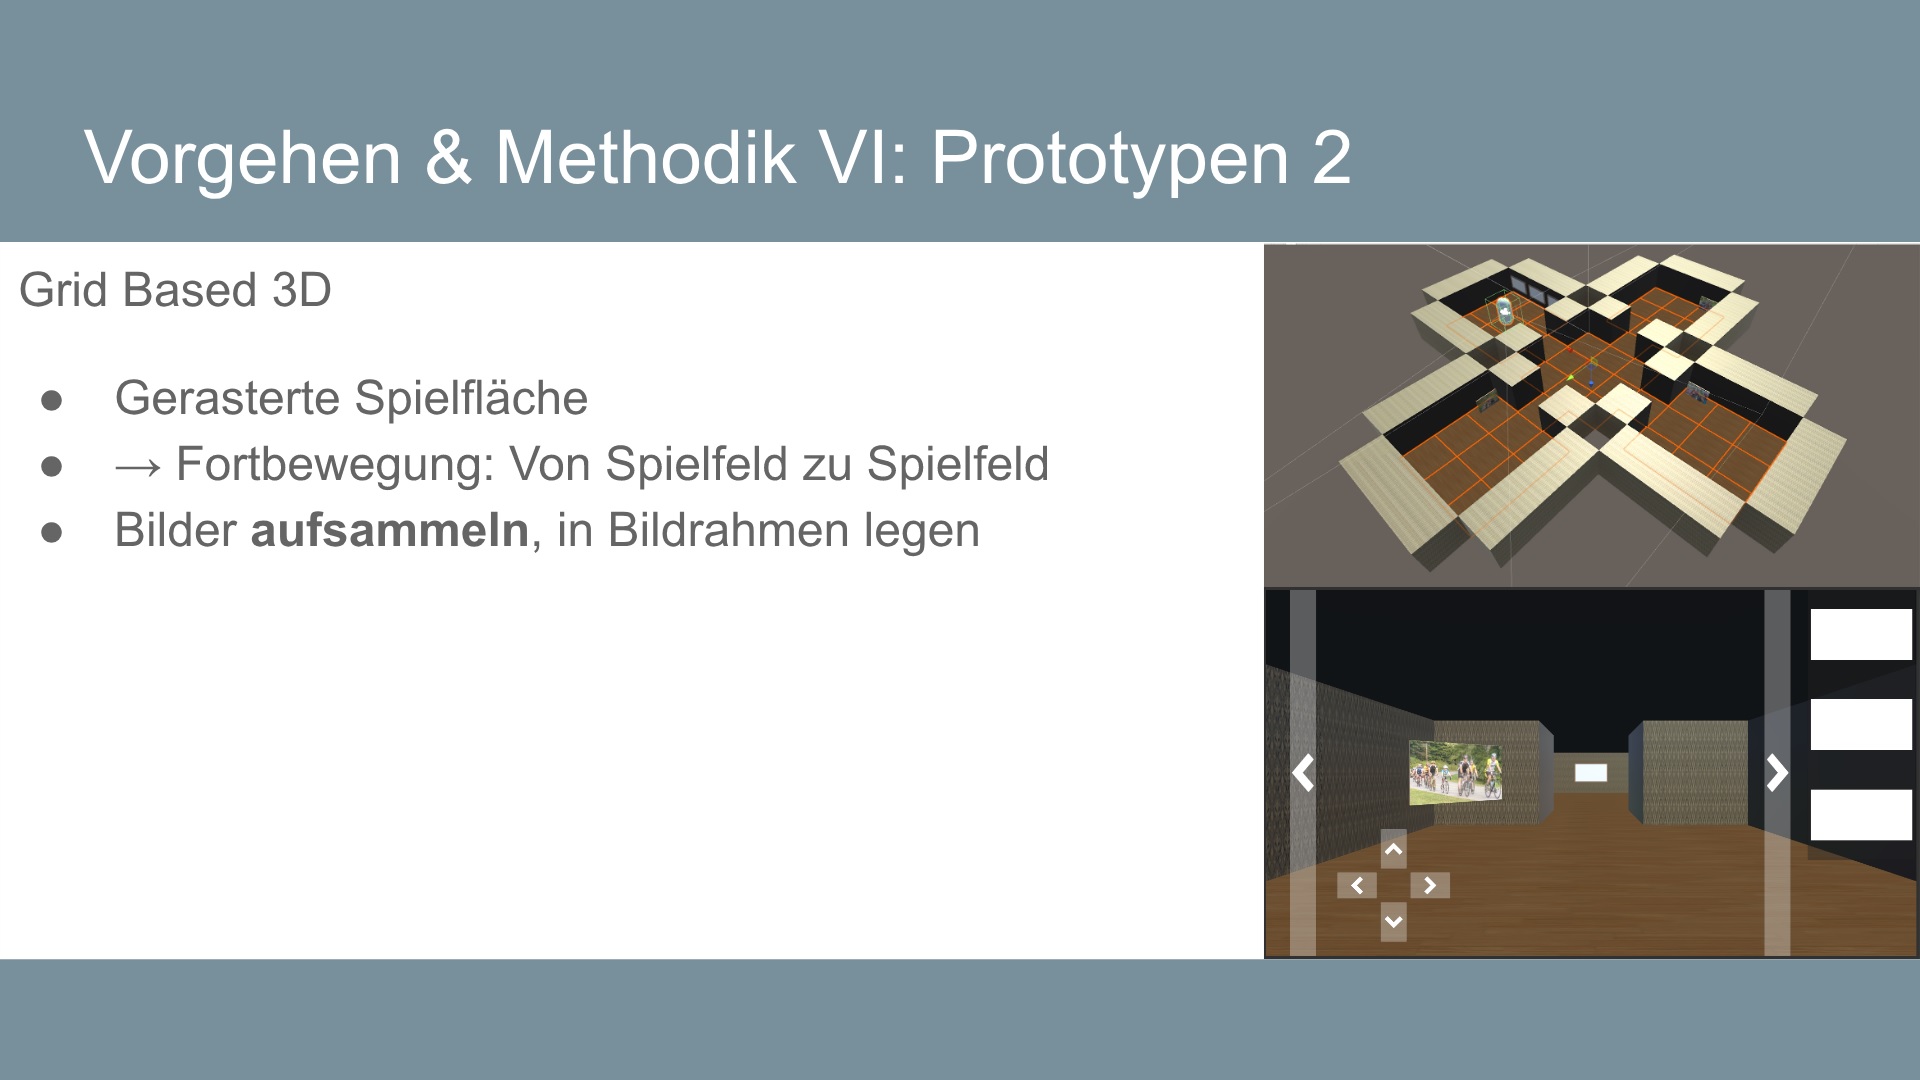 Vorgehen & Methodik VI: Prototypen 2
Grid Based 3D
● Gerasterte Spielfläche
● → Fortbewegung: Von Spielfeld zu Spielfeld
● Bilder aufsammeln, in Bildrahmen legen